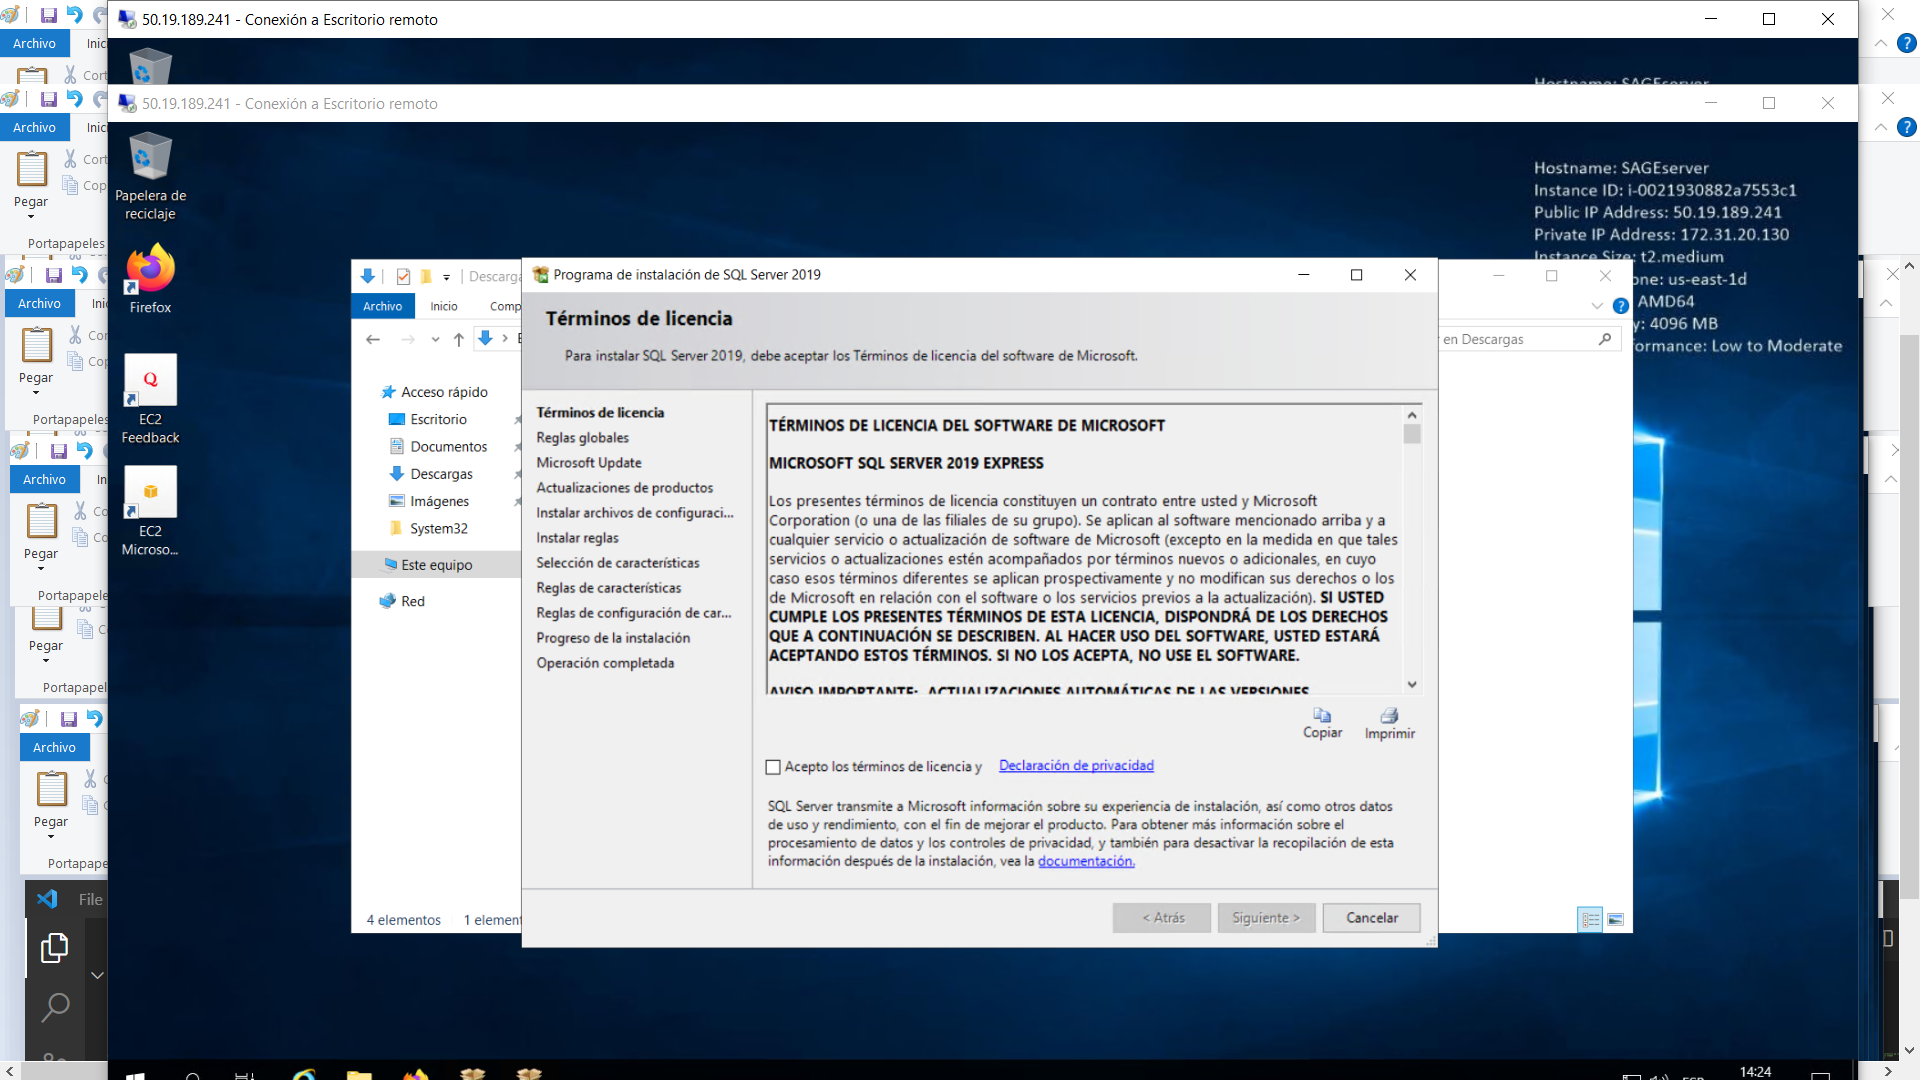 50.19.189.241 - Conexión a Escritorio remoto
Archivo
50.19.189.241 - Conexión a Escritorio remoto
Archivo
Pegar
Portapapeles
Papelera de
reciclaje
Firefox
EC2
Feedback
EC2
Microso...
Hostname: SAGEserver
Hostname: SAGEserver
Instance ID: i-0021930882a7553c1
Public IP Address: 50.19.189.241
Private IP Address: 172.31.20.130
Instance Size: t2.medium
us-east-1d
AMD64
4096 MB
Low to Moderate
Archivo
Pegar
Portapapeles
Archivo
Pegar
Pegar
Archivo
Pegar
File
Archivo
Inicio
en Descargas
Acceso rápido
Escritorio
Documentos
Descargas
Imágenes
System32
Este equipo
Red
4 elementos
Programa de instalación de SQL Server 2019
Términos de licencia
Para instalar SQL Server 2019, debe aceptar los Términos de licencia del software de Microsoft.
Términos de licencia
Reglas globales
Microsoft Update
Actualizaciones de productos
Instalar archivos de configuraci...
Instalar reglas
Selección de características
Reglas de características
Reglas de configuración de car...
Progreso de la instalación
Operación completada
TÉRMINOS DE LICENCIA DEL SOFTWARE DE MICROSOFT
MICROSOFT SQL SERVER 2019 EXPRESS
Los presentes términos de licencia constituyen un contrato entre usted y Microsoft
Corporation (o una de las filiales de su grupo). Se aplican al software mencionado arriba y a
cualquier servicio o actualización de software de Microsoft (excepto en la medida en que tales
servicios o actualizaciones estén acompañados por términos nuevos o adicionales, en cuyo
caso esos términos diferentes se aplican prospectivamente y no modifican sus derechos o los
de Microsoft en relación con el software o los servicios previos a la actualización). SI USTED
CUMPLE LOS PRESENTES TÉRMINOS DE ESTA LICENCIA, DISPONDRÁ DE LOS DERECHOS
QUE A CONTINUACIÓN SE DESCRIBEN. AL HACER USO DEL SOFTWARE, USTED ESTARÁ
ACEPTANDO ESTOS TÉRMINOS. SI NO LOS ACEPTA, NO USE EL SOFTWARE.
AVISO IMPORTANTE: ACTUALIZACIONES AUTOMÁTICAS DE LAS VERSIONES
Copiar
Imprimir
Acepto los términos de licencia y Declaración de privacidad
SQL Server transmite a Microsoft información sobre su experiencia de instalación, así como otros datos
de uso y rendimiento, con el fin de mejorar el producto. Para obtener más información sobre el
procesamiento de datos y los controles de privacidad, y también para desactivar la recopilación de esta
información después de la instalación, vea la documentación.
< Atrás
Siguiente >
Cancelar
14:24